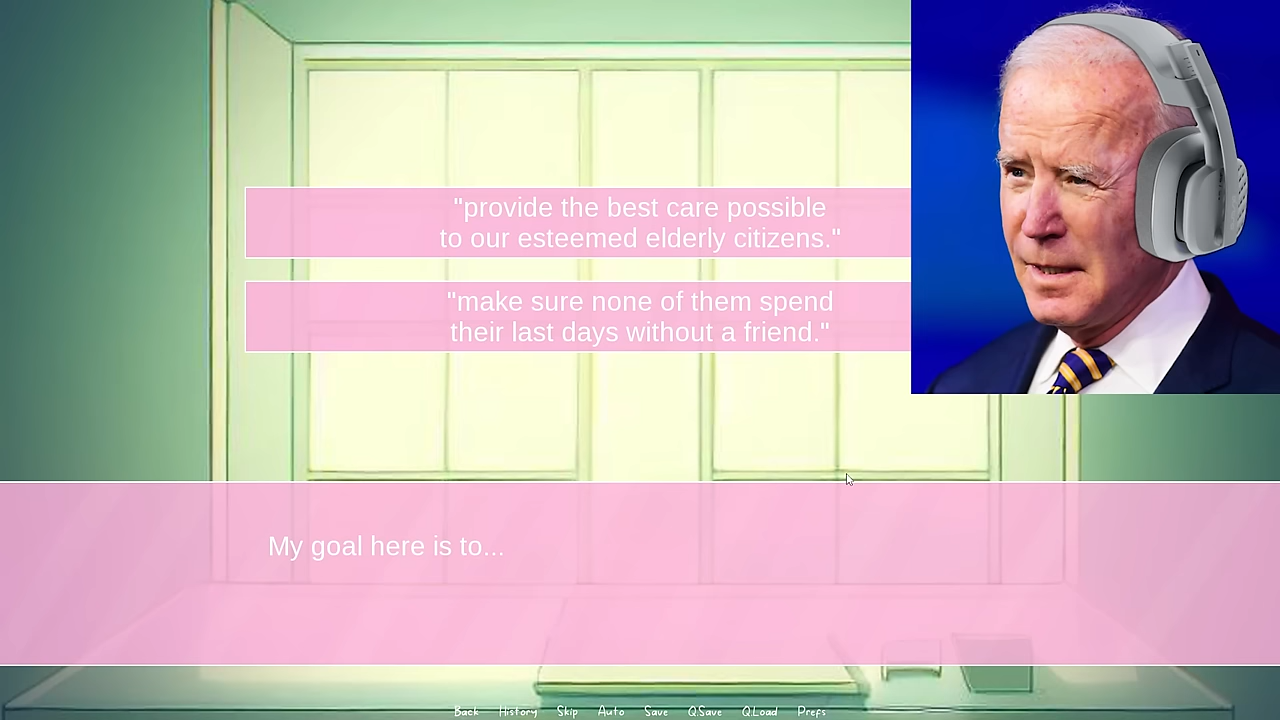 "provide the best care possible
to our esteemed elderly citizens."
"make sure none of them spend
their last days without a friend."
My goal here is to...
Back History Skip Auto Save Q.Save Q.Load Prefs